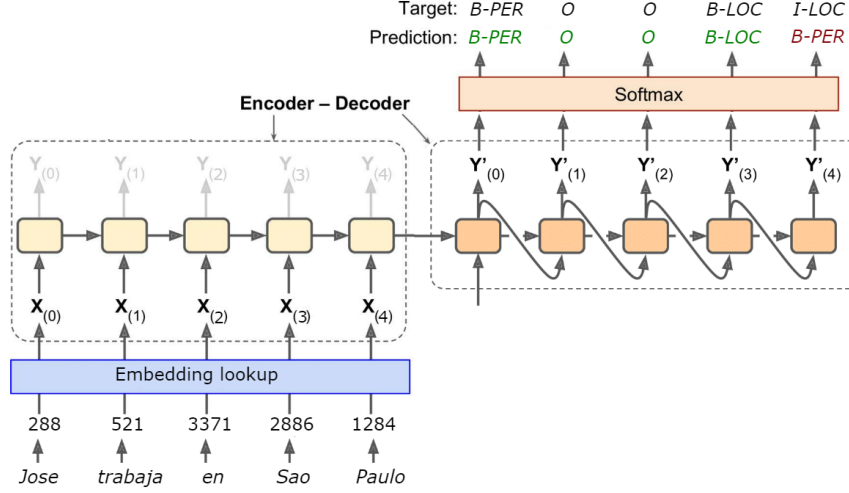 Target: B-PER O O B-LOC I-LOC
Prediction: B-PER O O B-LOC B-PER
Softmax
Encoder – Decoder
Y(0) Y(1) Y(2) Y(3) Y(4)
Y'(0) Y'(1) Y'(2) Y'(3) Y'(4)
X(0) X(1) X(2) X(3) X(4)
Embedding lookup
288 521 3371 2886 1284
Jose trabaja en Sao Paulo